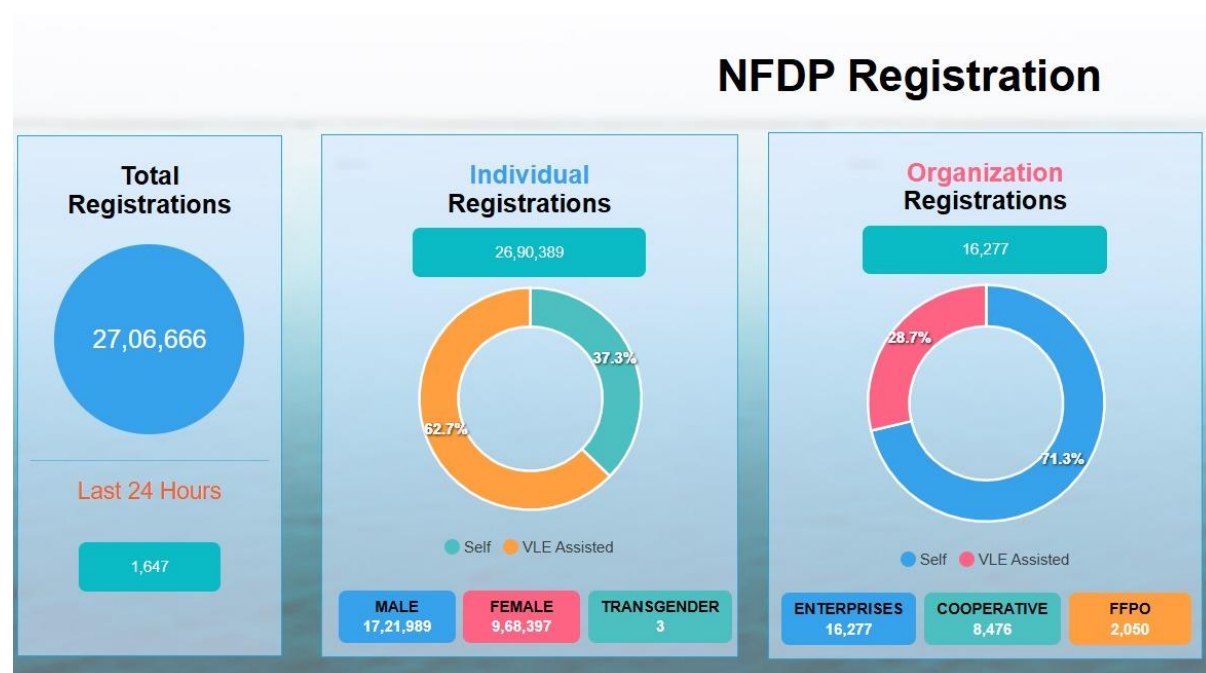 NFDP Registration
Total
Registrations
27,06,666
Last 24 Hours
1,647
Individual
Registrations
26,90,389
37.3%
62.7%
Self VLE Assisted
MALE
17,21,989
FEMALE
9,68,397
TRANSGENDER
3
Organization
Registrations
16,277
28.7%
71.3%
Self VLE Assisted
ENTERPRISES
16,277
COOPERATIVE
8,476
FFPO
2,050